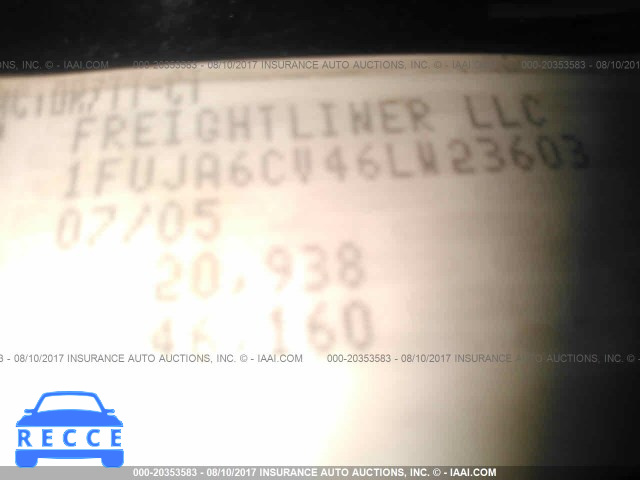 000-20353583 - 08/10/2017 INSURANCE AUTO AUCTIONS, INC. © - IAAI.COM
FREIGHTLINER LLC
1FUJA6CV46LW23603
07/05
20,938
46,160
000-20353583 - 08/10/2017 INSURANCE AUTO AUCTIONS, INC. © - IAAI.COM
RECCE
000-20353583 - 08/10/2017 INSURANCE AUTO AUCTIONS, INC. © - IAAI.COM